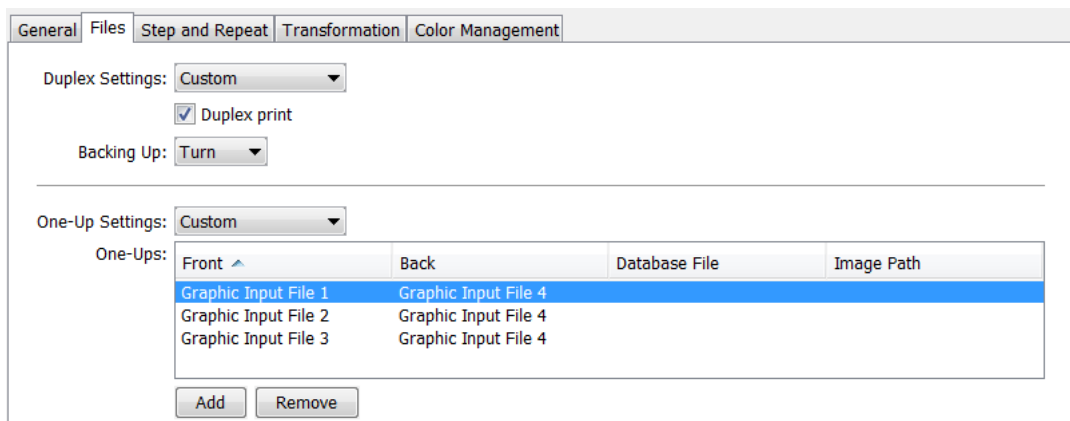 General Files Step and Repeat Transformation Color Management
Duplex Settings: Custom
Duplex print
Backing Up: Turn
One-Up Settings: Custom
One-Ups: Front Back Database File Image Path
Graphic Input File 1 Graphic Input File 4
Graphic Input File 2 Graphic Input File 4
Graphic Input File 3 Graphic Input File 4
Add Remove